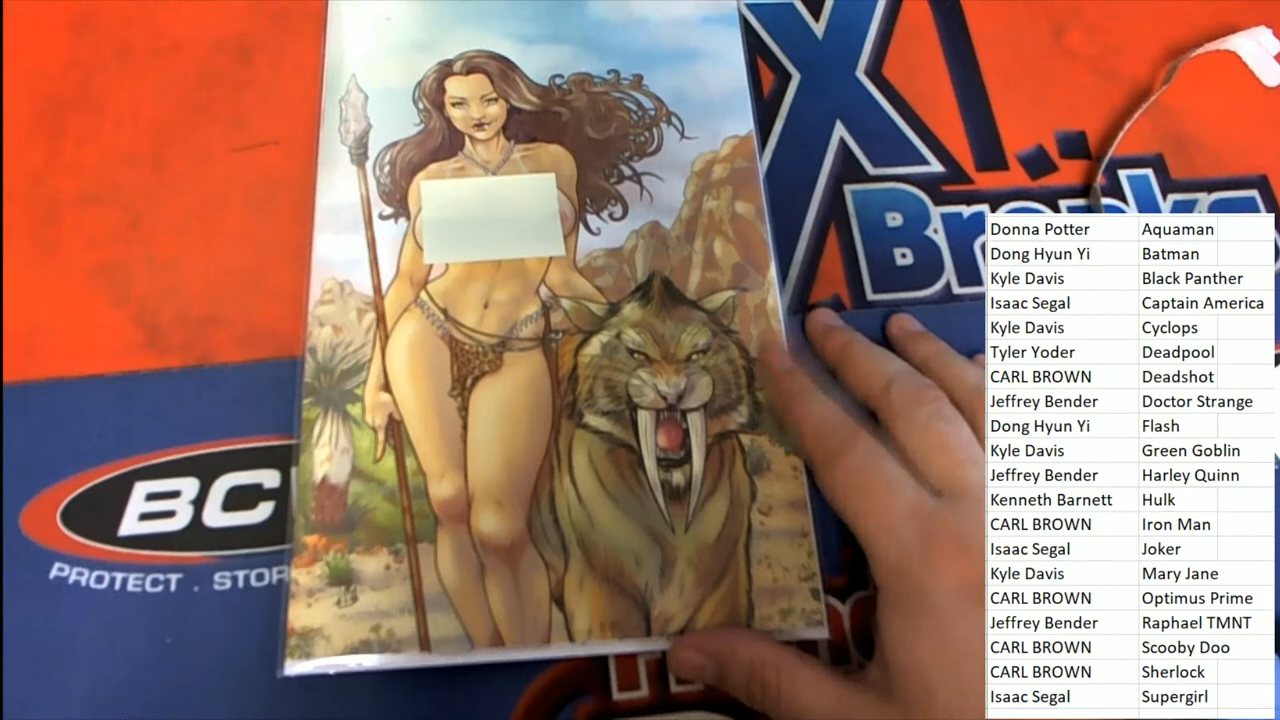 X
Breaks
BC
PROTECT . STOR
Donna Potter Aquaman
Dong Hyun Yi Batman
Kyle Davis Black Panther
Isaac Segal Captain America
Kyle Davis Cyclops
Tyler Yoder Deadpool
CARL BROWN Deadshot
Jeffrey Bender Doctor Strange
Dong Hyun Yi Flash
Kyle Davis Green Goblin
Jeffrey Bender Harley Quinn
Kenneth Barnett Hulk
CARL BROWN Iron Man
Isaac Segal Joker
Kyle Davis Mary Jane
CARL BROWN Optimus Prime
Jeffrey Bender Raphael TMNT
CARL BROWN Scooby Doo
CARL BROWN Sherlock
Isaac Segal Supergirl